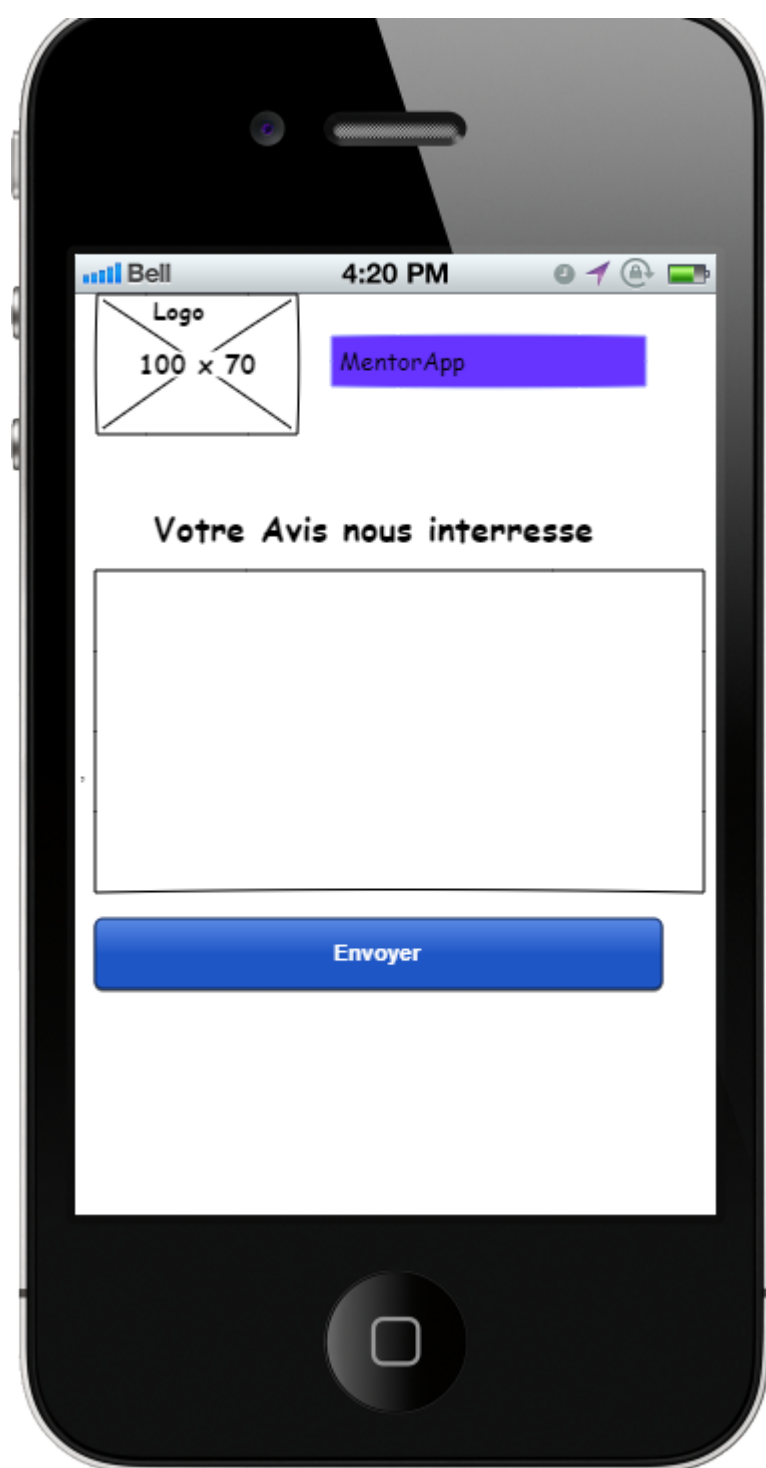 Bell 4:20 PM
Logo
100 x 70
MentorApp
Votre Avis nous interresse
Envoyer